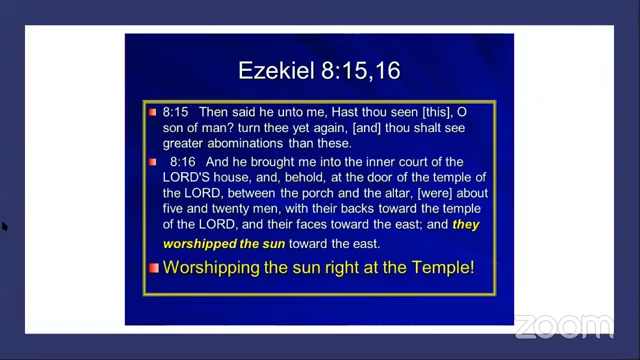 Ezekiel 8:15,16
8:15 Then said he unto me, Hast thou seen [this], O
son of man? turn thee yet again, [and] thou shalt see
greater abominations than these.
8:16 And he brought me into the inner court of the
LORD'S house, and, behold, at the door of the temple of
the LORD, between the porch and the altar, [were] about
five and twenty men, with their backs toward the temple
of the LORD, and their faces toward the east; and they
worshipped the sun toward the east.
Worshipping the sun right at the Temple!
zoom